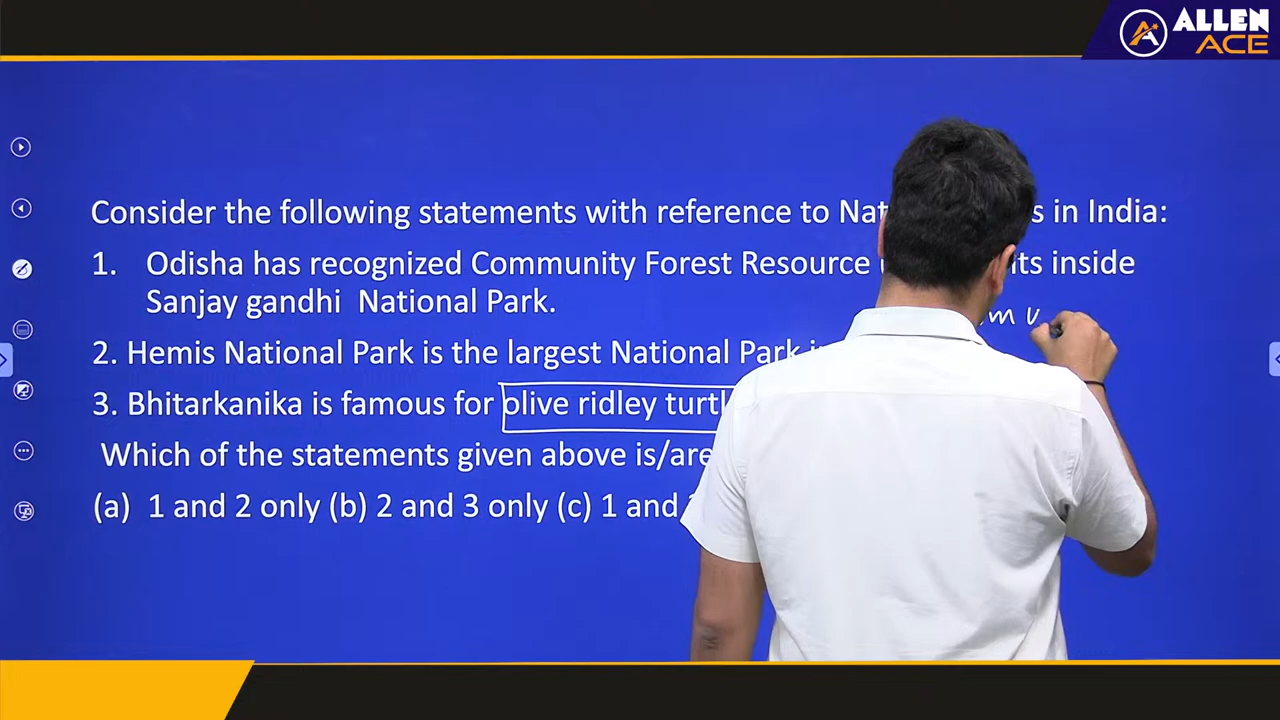 ALLEN
ACE
Consider the following statements with reference to in India:
1. Odisha has recognized Community Forest Resource inside
Sanjay gandhi National Park.
2. Hemis National Park is the largest National Park
3. Bhitarkanika is famous for olive ridley
Which of the statements given above is/are
(a) 1 and 2 only (b) 2 and 3 only (c) 1 and